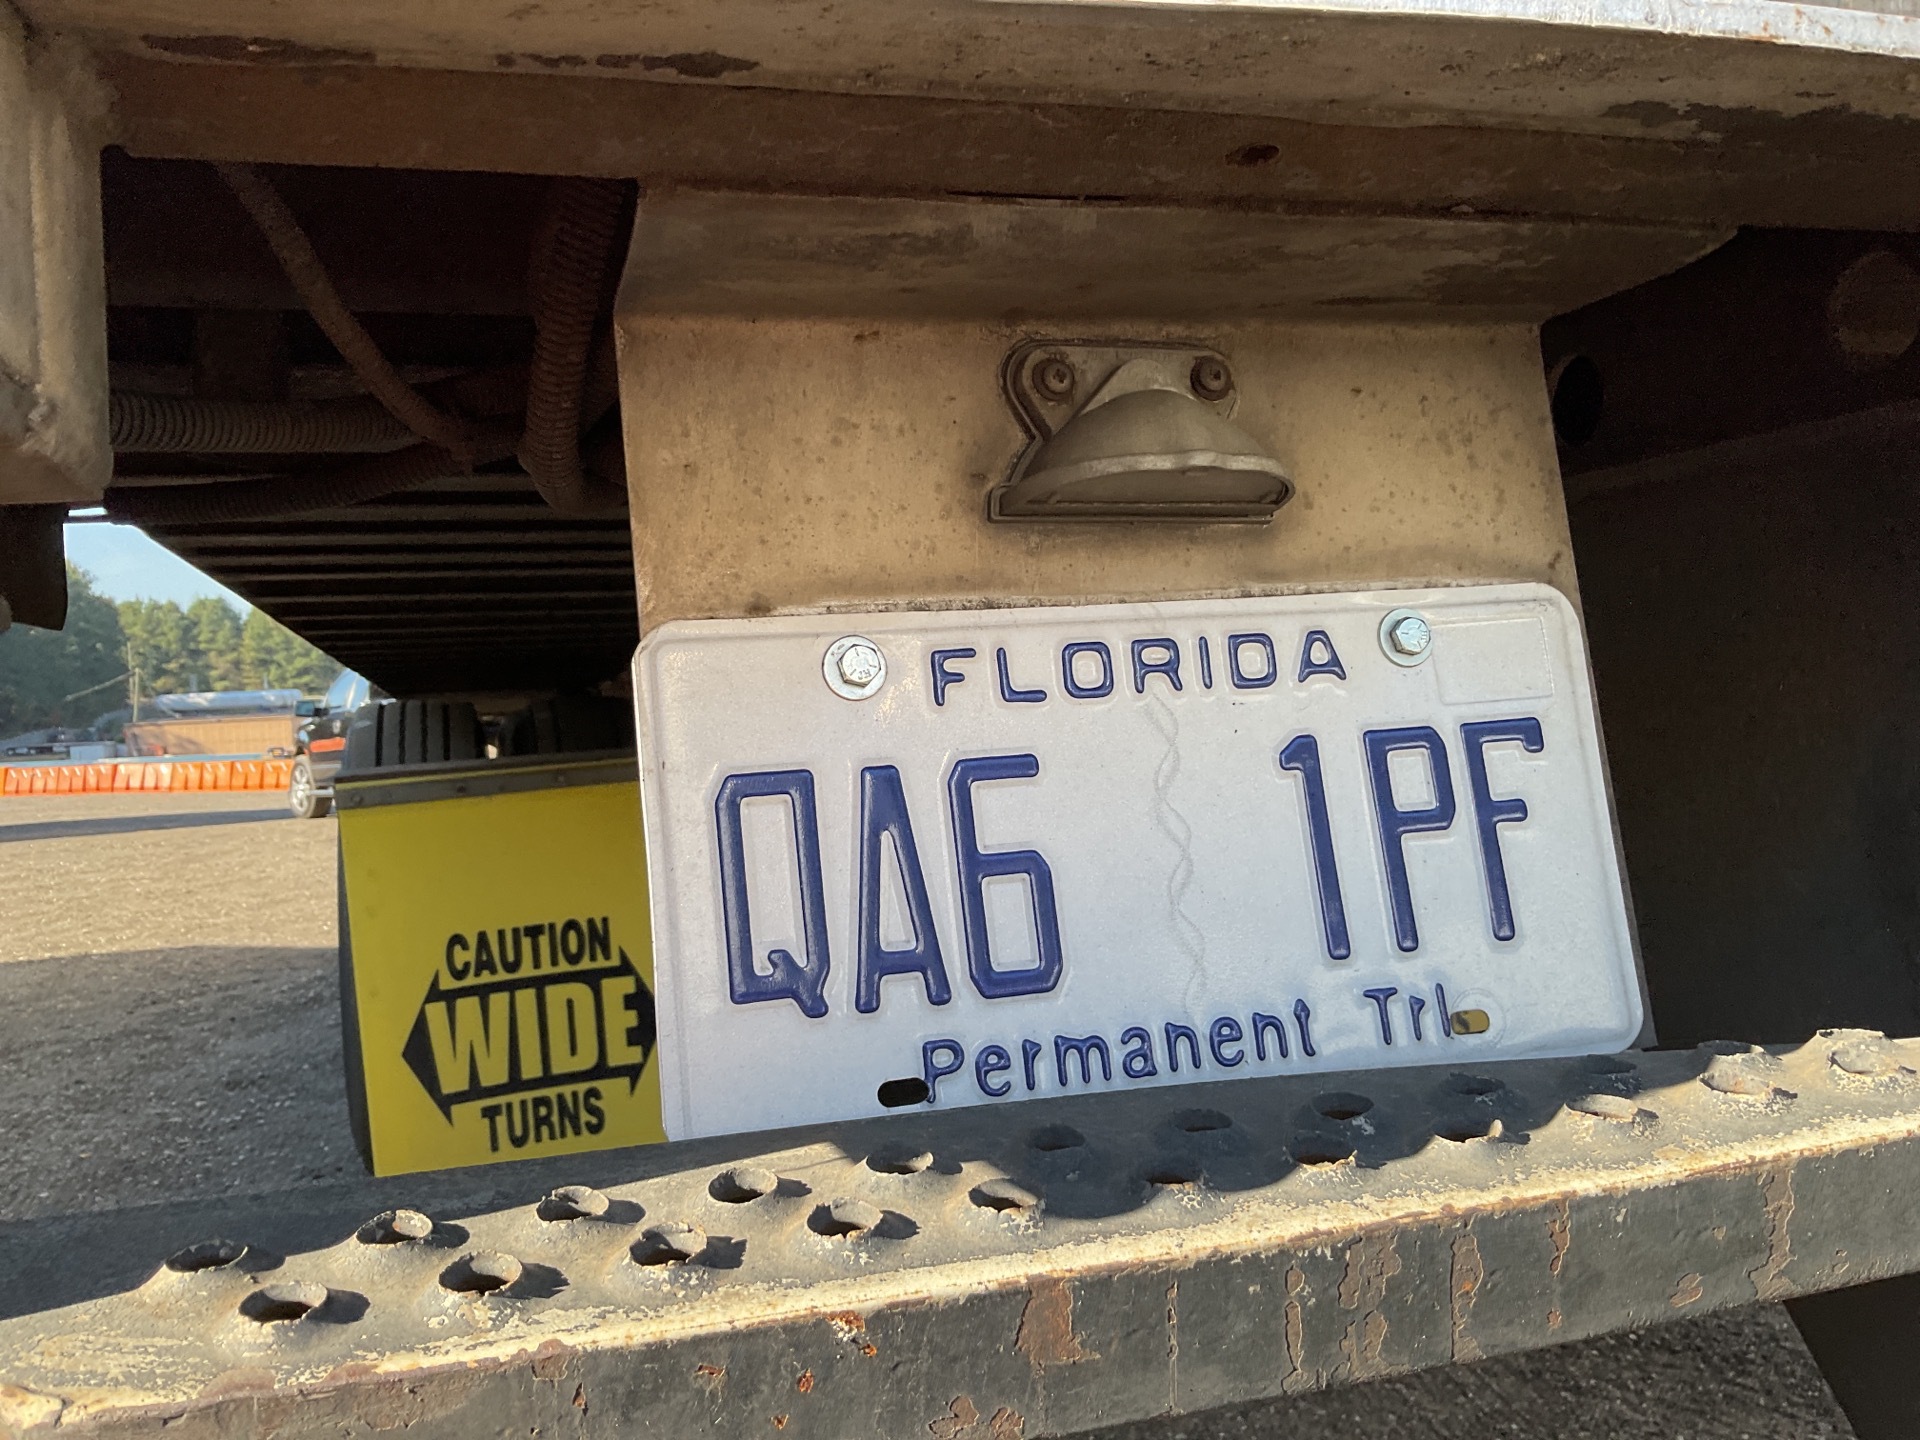 FLORIDA
QA6 1PF
Permanent Trl
CAUTION
WIDE
TURNS